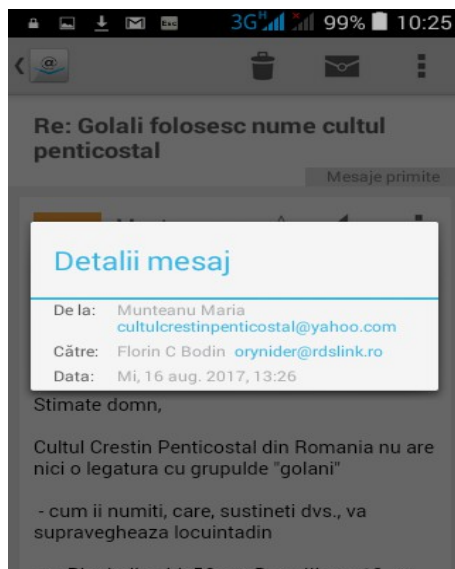 3G H 99% 10:25
Re: Golali folosesc nume cultul
penticostal
Mesaje primite
Detalii mesaj
De la: Munteanu Maria
cultulcrestinpenticostal@yahoo.com
Către: Florin C Bodin orynider@rdslink.ro
Data: Mi, 16 aug. 2017, 13:26
Stimate domn,
Cultul Crestin Penticostal din Romania nu are
nici o legatura cu grupulde "golani"
- cum ii numiti, care, sustineti dvs., va
supravegheaza locuintadin